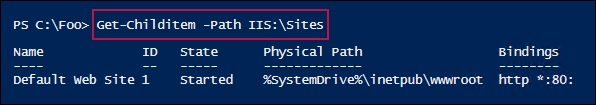 PS C:\Foo> Get-Childitem -Path IIS:\Sites
Name ID State Physical Path Bindings
---- -- ----- ------------- --------
Default Web Site 1 Started %SystemDrive%\inetpub\wwwroot http *:80: